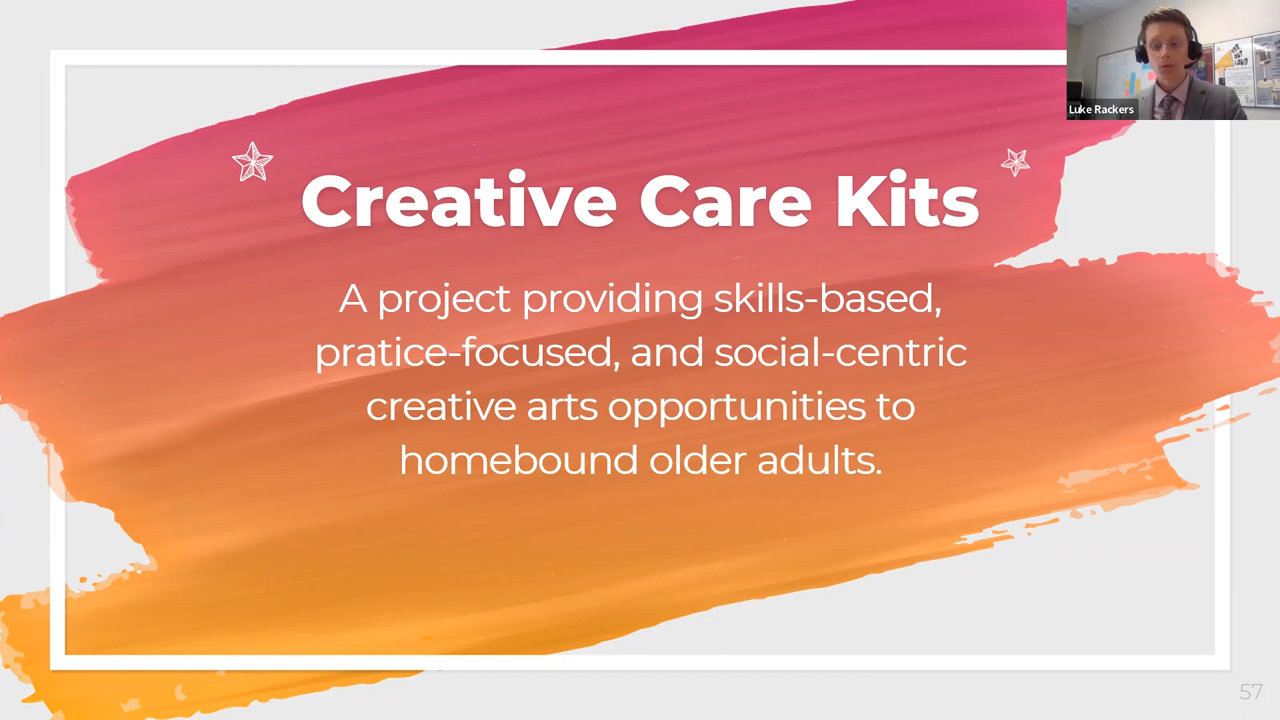 Luke Rackers
Creative Care Kits
A project providing skills-based,
pratice-focused, and social-centric
creative arts opportunities to
homebound older adults.
57